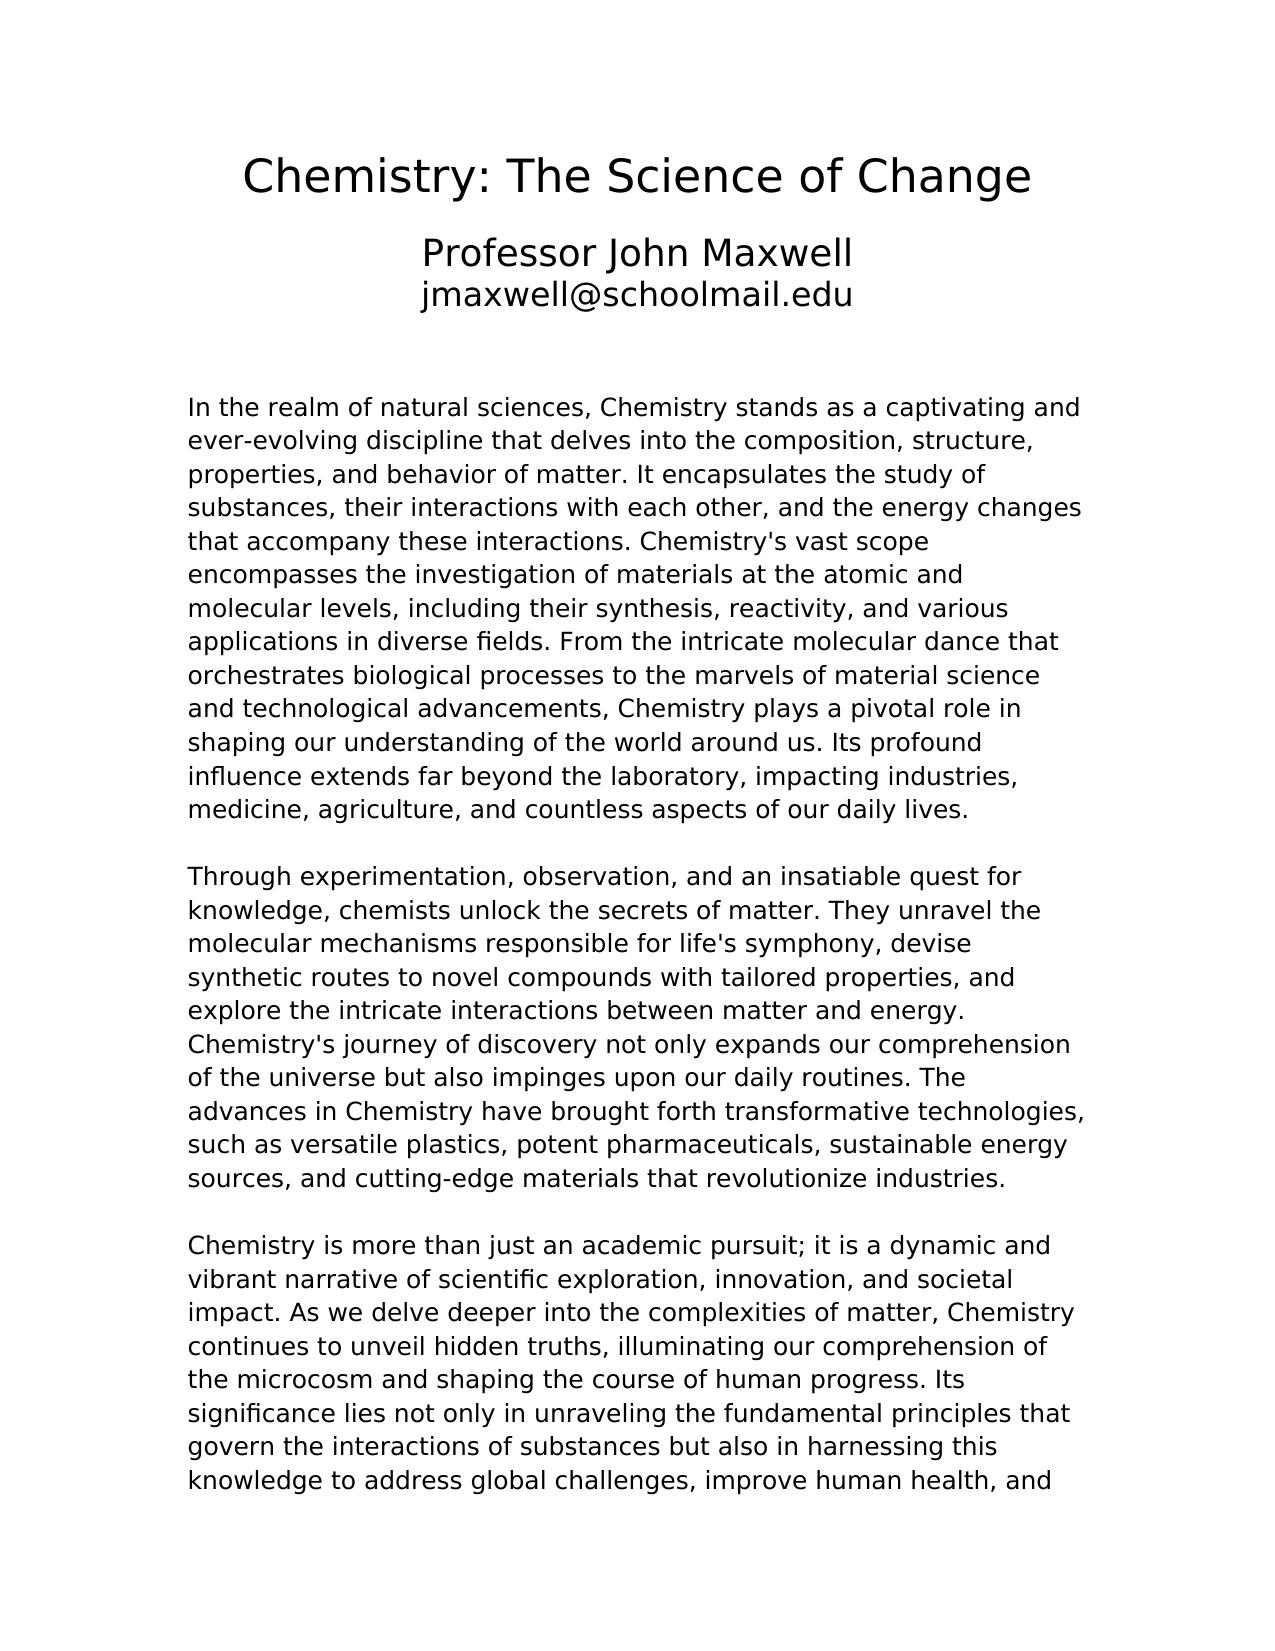 Chemistry: The Science of Change
Professor John Maxwell
jmaxwell@schoolmail.edu
In the realm of natural sciences, Chemistry stands as a captivating and
ever-evolving discipline that delves into the composition, structure,
properties, and behavior of matter. It encapsulates the study of
substances, their interactions with each other, and the energy changes
that accompany these interactions. Chemistry's vast scope
encompasses the investigation of materials at the atomic and
molecular levels, including their synthesis, reactivity, and various
applications in diverse fields. From the intricate molecular dance that
orchestrates biological processes to the marvels of material science
and technological advancements, Chemistry plays a pivotal role in
shaping our understanding of the world around us. Its profound
influence extends far beyond the laboratory, impacting industries,
medicine, agriculture, and countless aspects of our daily lives.
Through experimentation, observation, and an insatiable quest for
knowledge, chemists unlock the secrets of matter. They unravel the
molecular mechanisms responsible for life's symphony, devise
synthetic routes to novel compounds with tailored properties, and
explore the intricate interactions between matter and energy.
Chemistry's journey of discovery not only expands our comprehension
of the universe but also impinges upon our daily routines. The
advances in Chemistry have brought forth transformative technologies,
such as versatile plastics, potent pharmaceuticals, sustainable energy
sources, and cutting-edge materials that revolutionize industries.
Chemistry is more than just an academic pursuit; it is a dynamic and
vibrant narrative of scientific exploration, innovation, and societal
impact. As we delve deeper into the complexities of matter, Chemistry
continues to unveil hidden truths, illuminating our comprehension of
the microcosm and shaping the course of human progress. Its
significance lies not only in unraveling the fundamental principles that
govern the interactions of substances but also in harnessing this
knowledge to address global challenges, improve human health, and